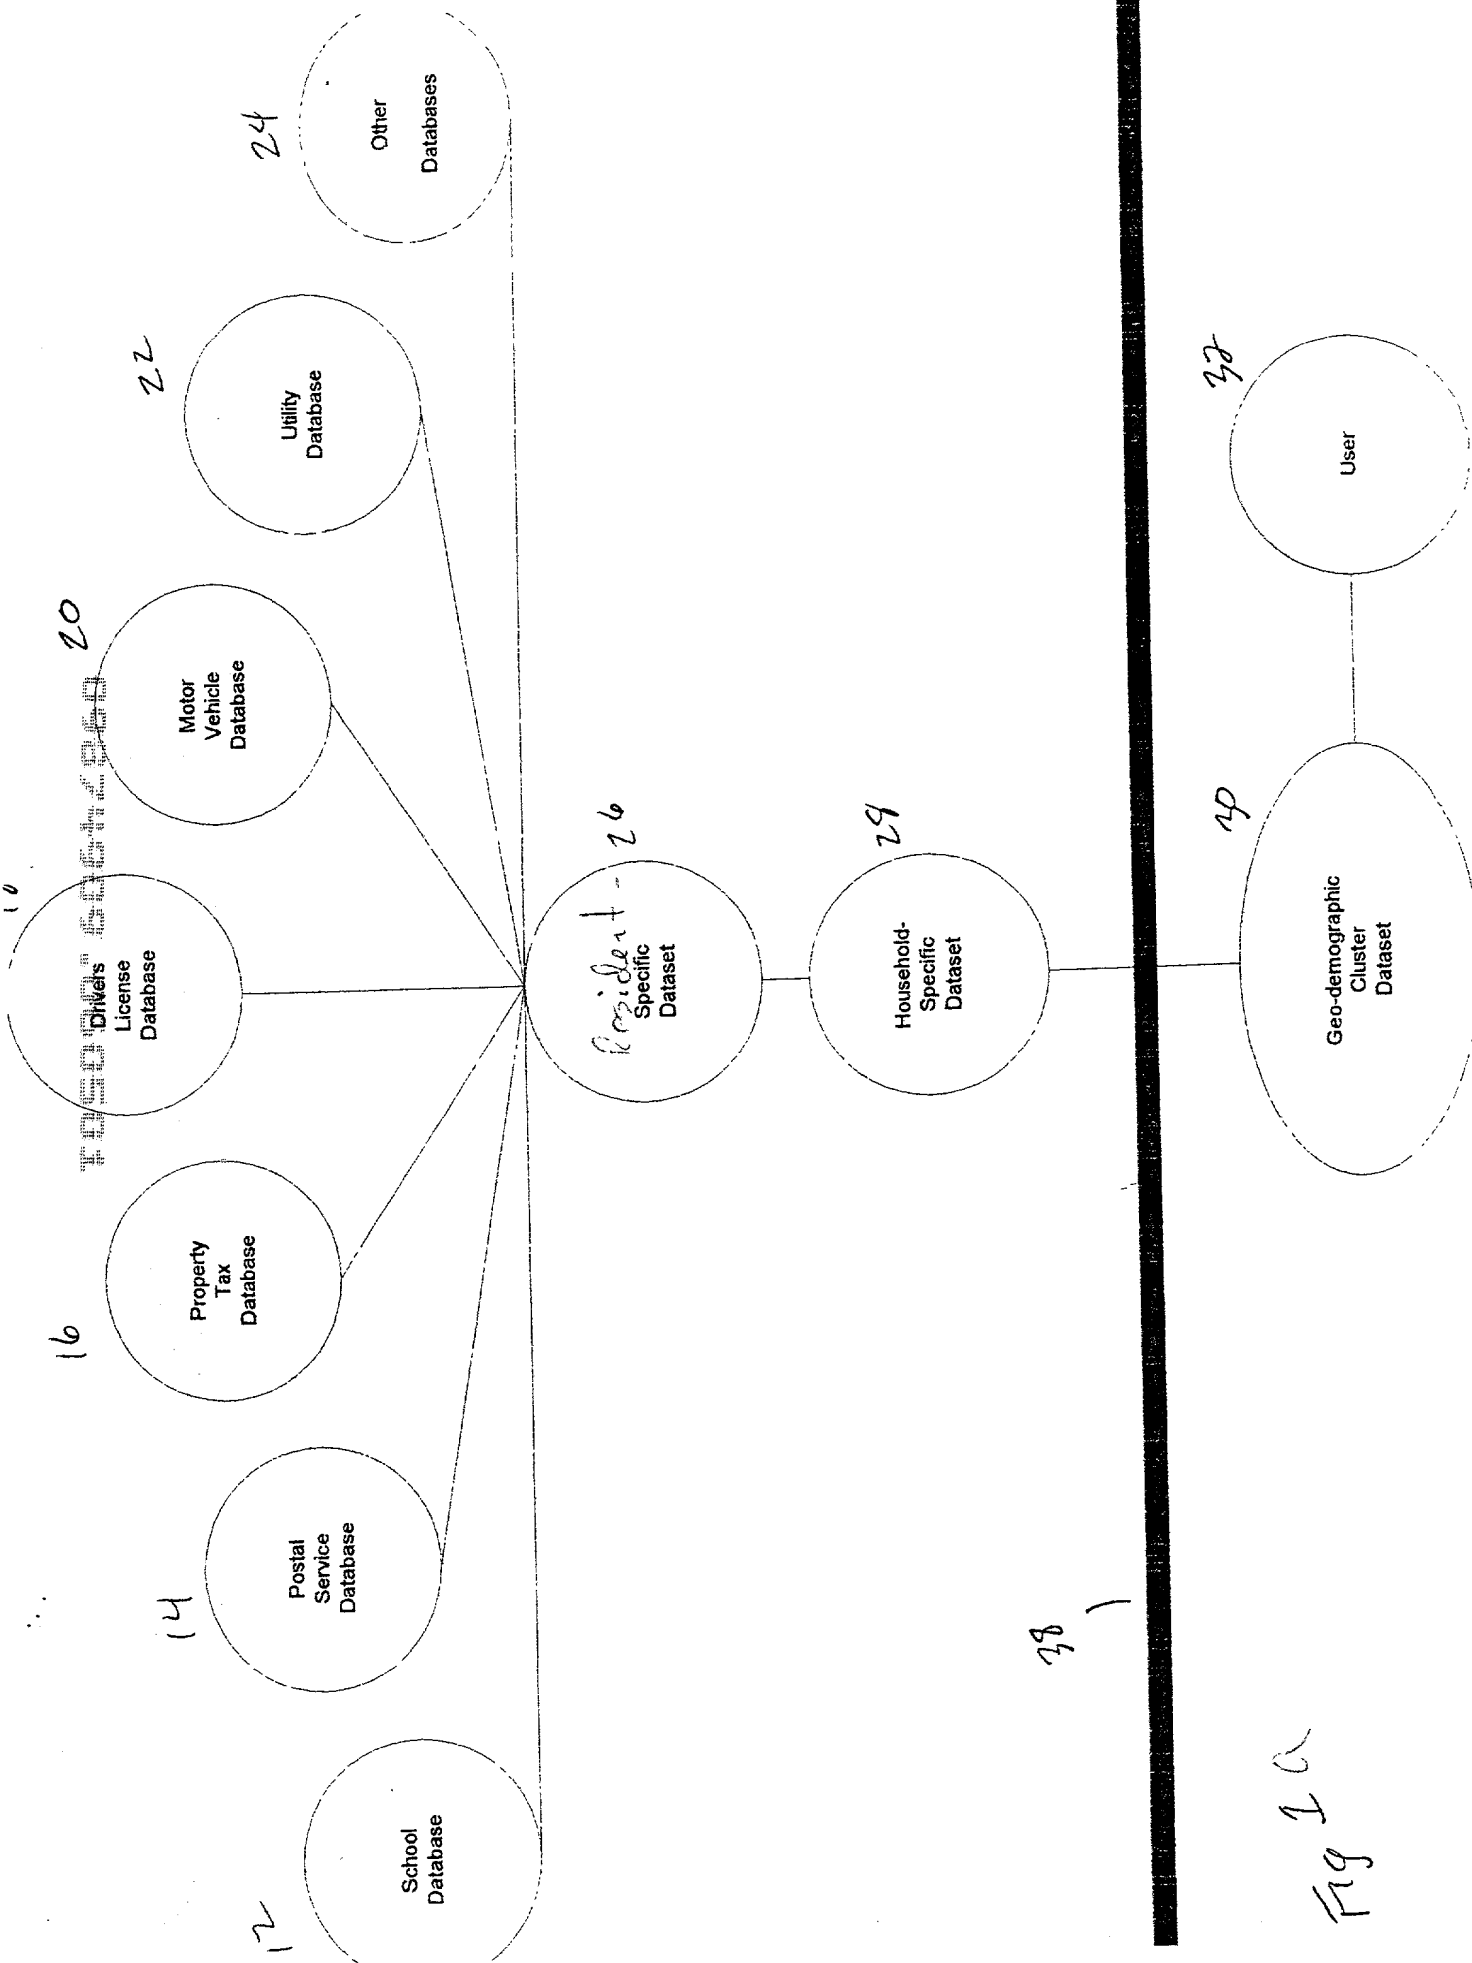 12
School
Database
14
Postal
Service
Database
16
Property
Tax
Database
Drivers
License
Database
20
Motor
Vehicle
Database
22
Utility
Database
24
Other
Databases
Resident - 26
Specific
Dataset
Household-
Specific
Dataset
28
38
Geo-demographic
Cluster
Dataset
30
User
32
Fig 1a